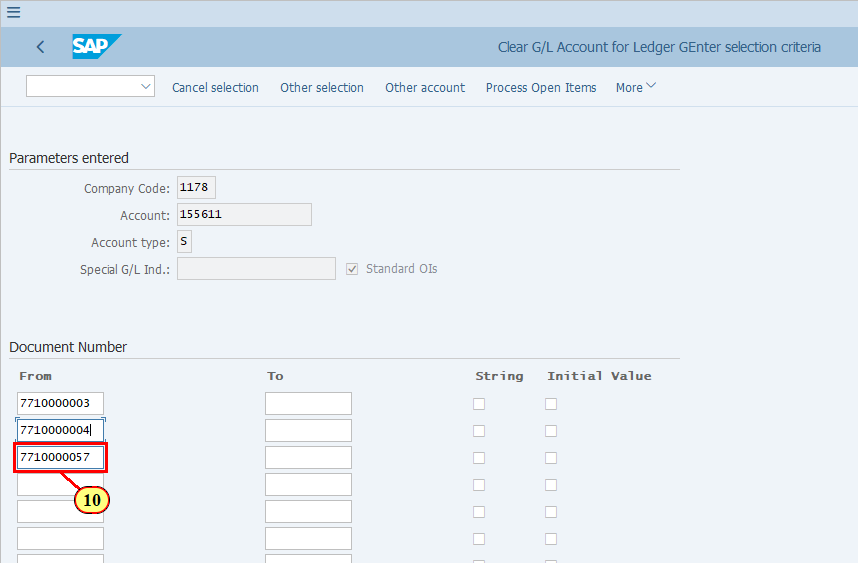 SAP
Clear G/L Account for Ledger GEnter selection criteria
Cancel selection Other selection Other account Process Open Items More
Parameters entered
Company Code: 1178
Account: 155611
Account type: S
Special G/L Ind.: Standard OIs
Document Number
From To String Initial Value
7710000003
7710000004
7710000057
10